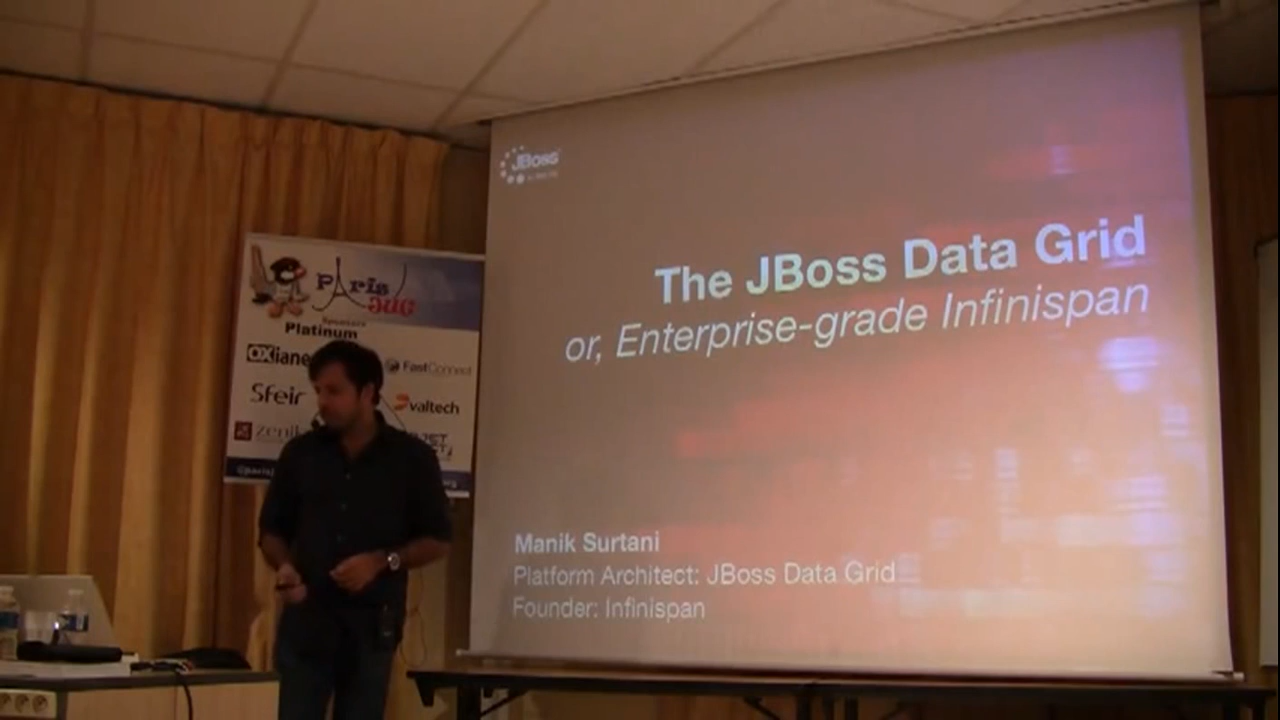 JBoss
The JBoss Data Grid
or, Enterprise-grade Infinispan
Manik Surtani
Platform Architect: JBoss Data Grid
Founder: Infinispan
Paris
JUG
Platinum
OXiane
FastConnect
Sfeir
valtech